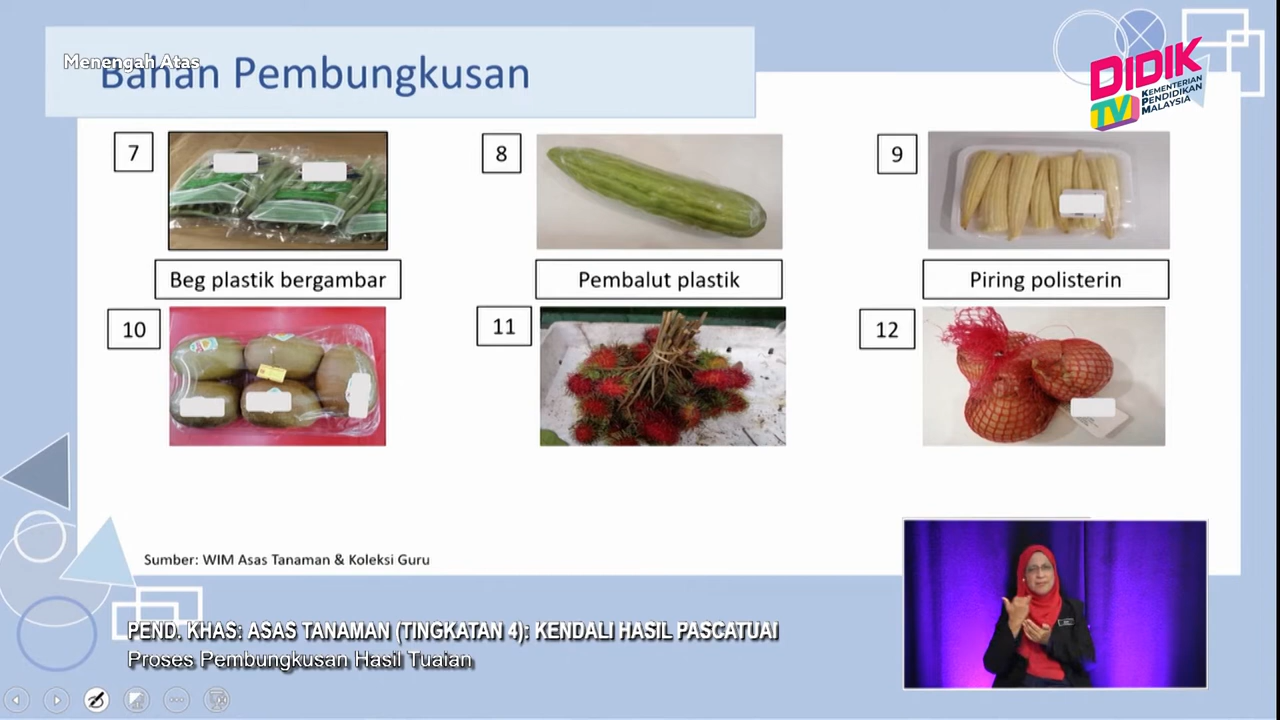 Menengah Atas
Bahan Pembungkusan
DIDIK
TV
KEMENTERIAN
PENDIDIKAN
MALAYSIA
7
8
9
Beg plastik bergambar
Pembalut plastik
Piring polisterin
10
11
12
Sumber: WIM Asas Tanaman & Koleksi Guru
PEND. KHAS: ASAS TANAMAN (TINGKATAN 4): KENDALI HASIL PASCATUAI
Proses Pembungkusan Hasil Tuaian